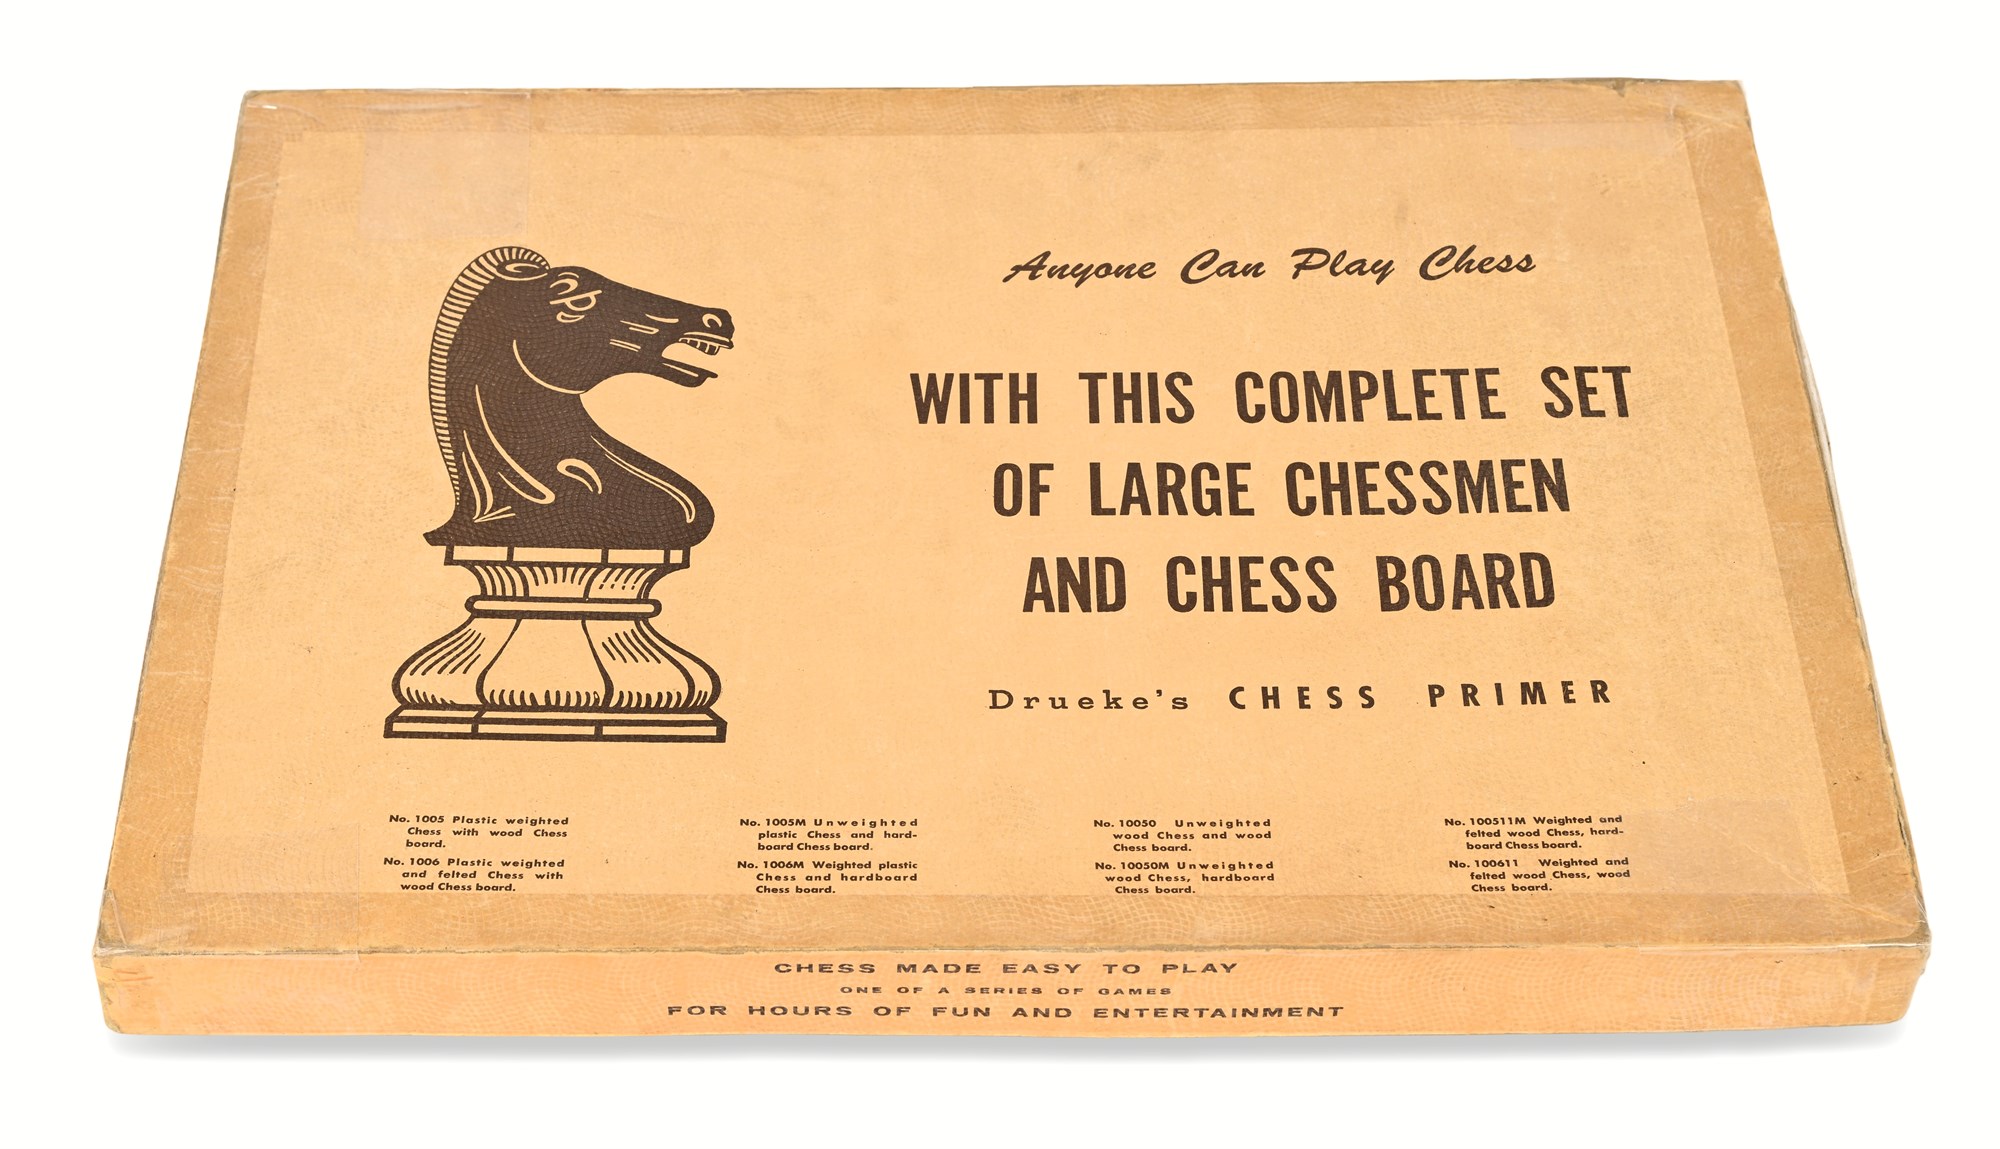 Anyone Can Play Chess
WITH THIS COMPLETE SET
OF LARGE CHESSMEN
AND CHESS BOARD
Drueke's CHESS PRIMER
No. 1005 Plastic weighted
Chess with wood Chess
board.
No. 1006 Plastic weighted
and felted Chess with
wood Chess board.
No. 1005M Unweighted
plastic Chess and hard-
board Chess board.
No. 1006M Weighted plastic
Chess and hardboard
Chess board.
No. 10050 Unweighted
wood Chess and wood
Chess board.
No. 10050M Unweighted
wood Chess, hardboard
Chess board.
No. 100511M Weighted and
felted wood Chess, hard-
board Chess board.
No. 100611 Weighted and
felted wood Chess, wood
Chess board.
CHESS MADE EASY TO PLAY
ONE OF A SERIES OF GAMES
FOR HOURS OF FUN AND ENTERTAINMENT